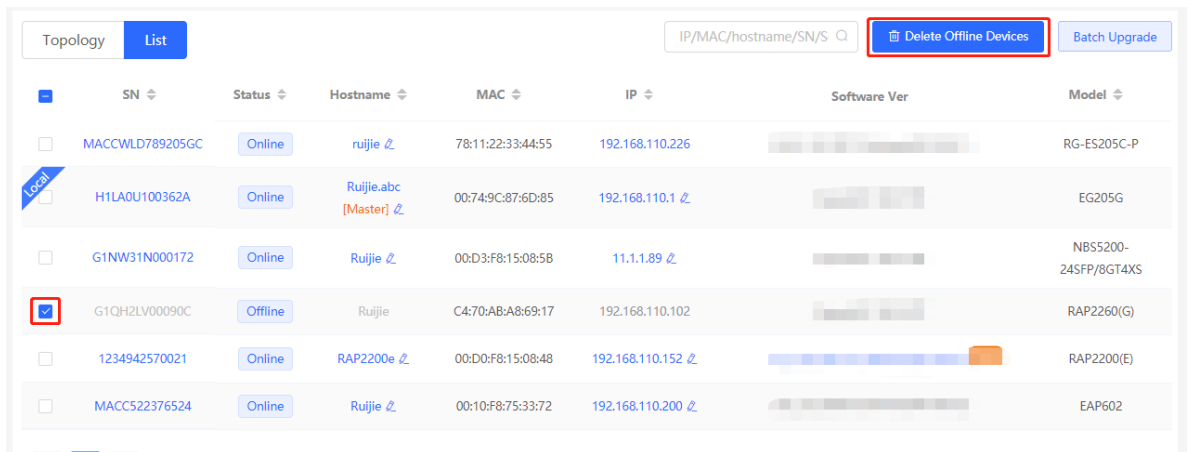 Topology List IP/MAC/hostname/SN/S Delete Offline Devices Batch Upgrade
SN Status Hostname MAC IP Software Ver Model
MACCWLD789205GC Online ruijie 78:11:22:33:44:55 192.168.110.226 RG-ES205C-P
Local
H1LA0U100362A Online Ruijie.abc 00:74:9C:87:6D:85 192.168.110.1 EG205G
[Master]
G1NW31N000172 Online Ruijie 00:D3:F8:15:08:5B 11.1.1.89 NBS5200-
24SFP/8GT4XS
G1QH2LV00090C Offline Ruijie C4:70:AB:A8:69:17 192.168.110.102 RAP2260(G)
1234942570021 Online RAP2200e 00:D0:F8:15:08:48 192.168.110.152 RAP2200(E)
MACC522376524 Online Ruijie 00:10:F8:75:33:72 192.168.110.200 EAP602